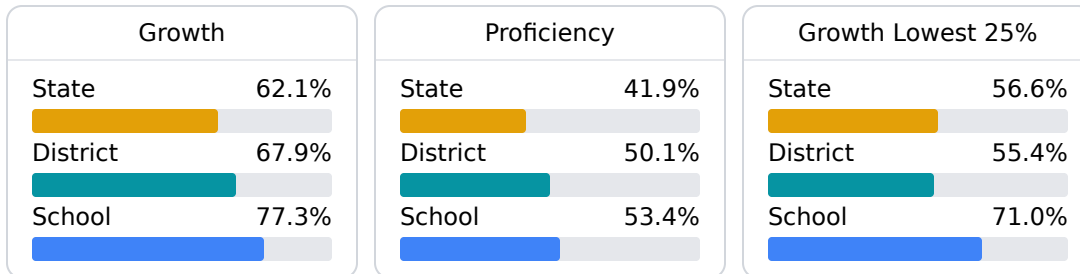 Growth
State 62.1%
District 67.9%
School 77.3%
Proficiency
State 41.9%
District 50.1%
School 53.4%
Growth Lowest 25%
State 56.6%
District 55.4%
School 71.0%